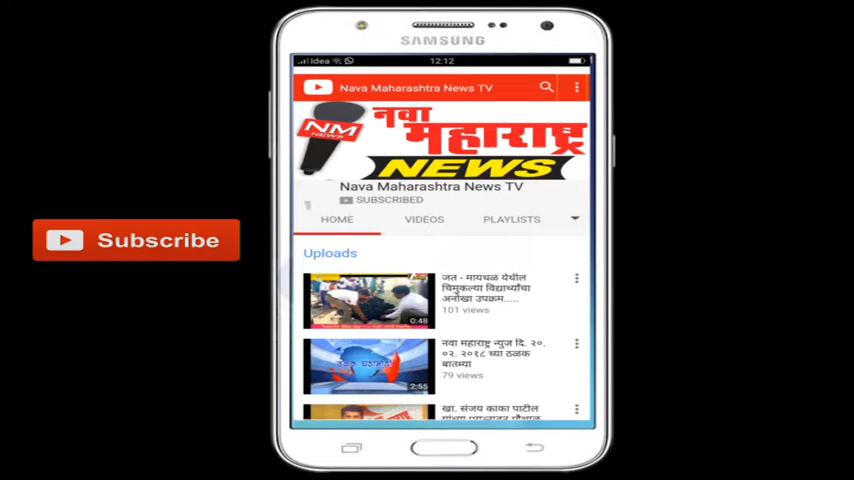 SAMSUNG
Idea
12:12
Nava Maharashtra News TV
नवा
NM
NEWS
महाराष्ट्र
NEWS
Nava Maharashtra News TV
SUBSCRIBED
HOME VIDEOS PLAYLISTS
Subscribe
Uploads
जत - मायथळ येथील
चिमुकल्या विद्यार्थ्यांचा
अनोखा उपक्रम.....
101 views
0:48
नवा महाराष्ट्र न्युज दि. २०.
०२. २०१८ च्या ठळक
बातम्या
79 views
2:55
खा. संजय काका पाटील